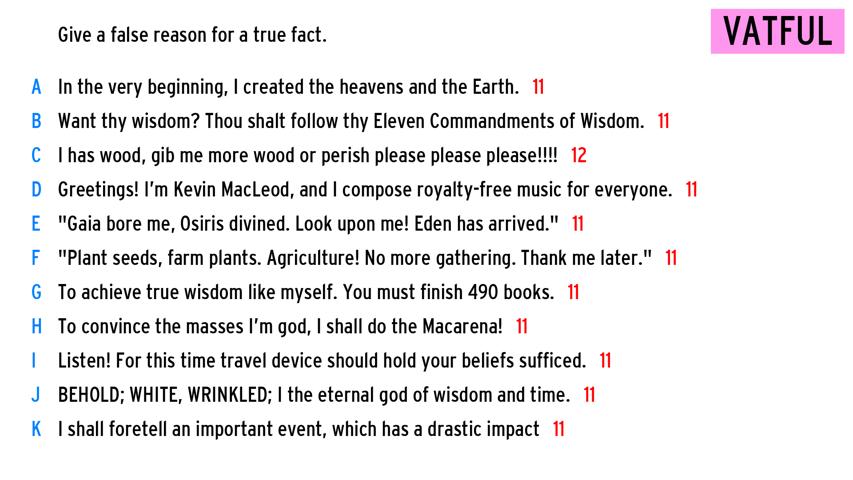 Give a false reason for a true fact.
VATFUL
A In the very beginning, I created the heavens and the Earth. 11
B Want thy wisdom? Thou shalt follow thy Eleven Commandments of Wisdom. 11
C I has wood, gib me more wood or perish please please please!!!! 12
D Greetings! I'm Kevin MacLeod, and I compose royalty-free music for everyone. 11
E "Gaia bore me, Osiris divined. Look upon me! Eden has arrived." 11
F "Plant seeds, farm plants. Agriculture! No more gathering. Thank me later." 11
G To achieve true wisdom like myself. You must finish 490 books. 11
H To convince the masses I'm god, I shall do the Macarena! 11
I Listen! For this time travel device should hold your beliefs sufficed. 11
J BEHOLD; WHITE, WRINKLED; I the eternal god of wisdom and time. 11
K I shall foretell an important event, which has a drastic impact 11